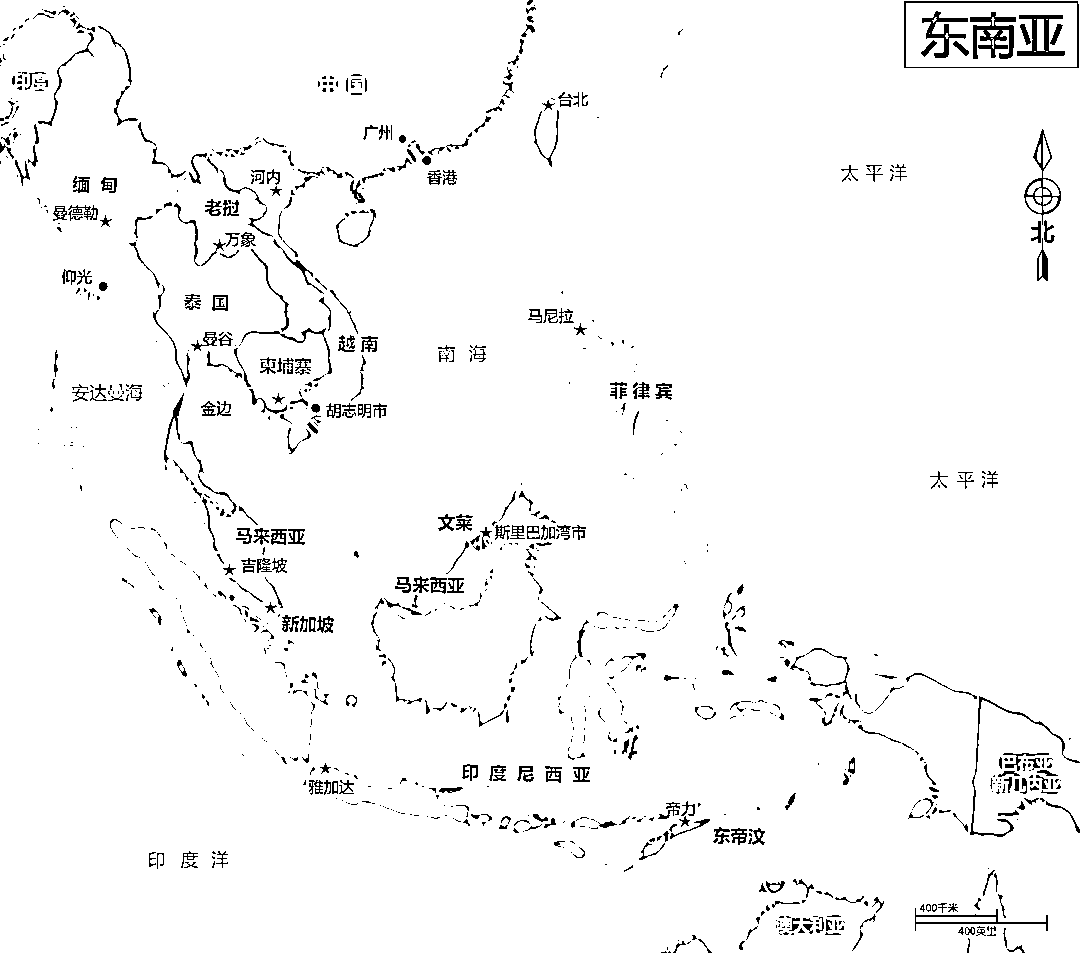 东南亚
印度
中国
台北
广州
香港
太平洋
北
缅甸
河内
老挝
曼德勒
万象
仰光
泰国
马尼拉
曼谷
越南
南海
柬埔寨
安达曼海
菲律宾
金边
胡志明市
太平洋
文莱
斯里巴加湾市
马来西亚
吉隆坡
马来西亚
新加坡
印度尼西亚
雅加达
巴布亚
新几内亚
帝力
东帝汶
印度洋
澳大利亚
400千米
400英里